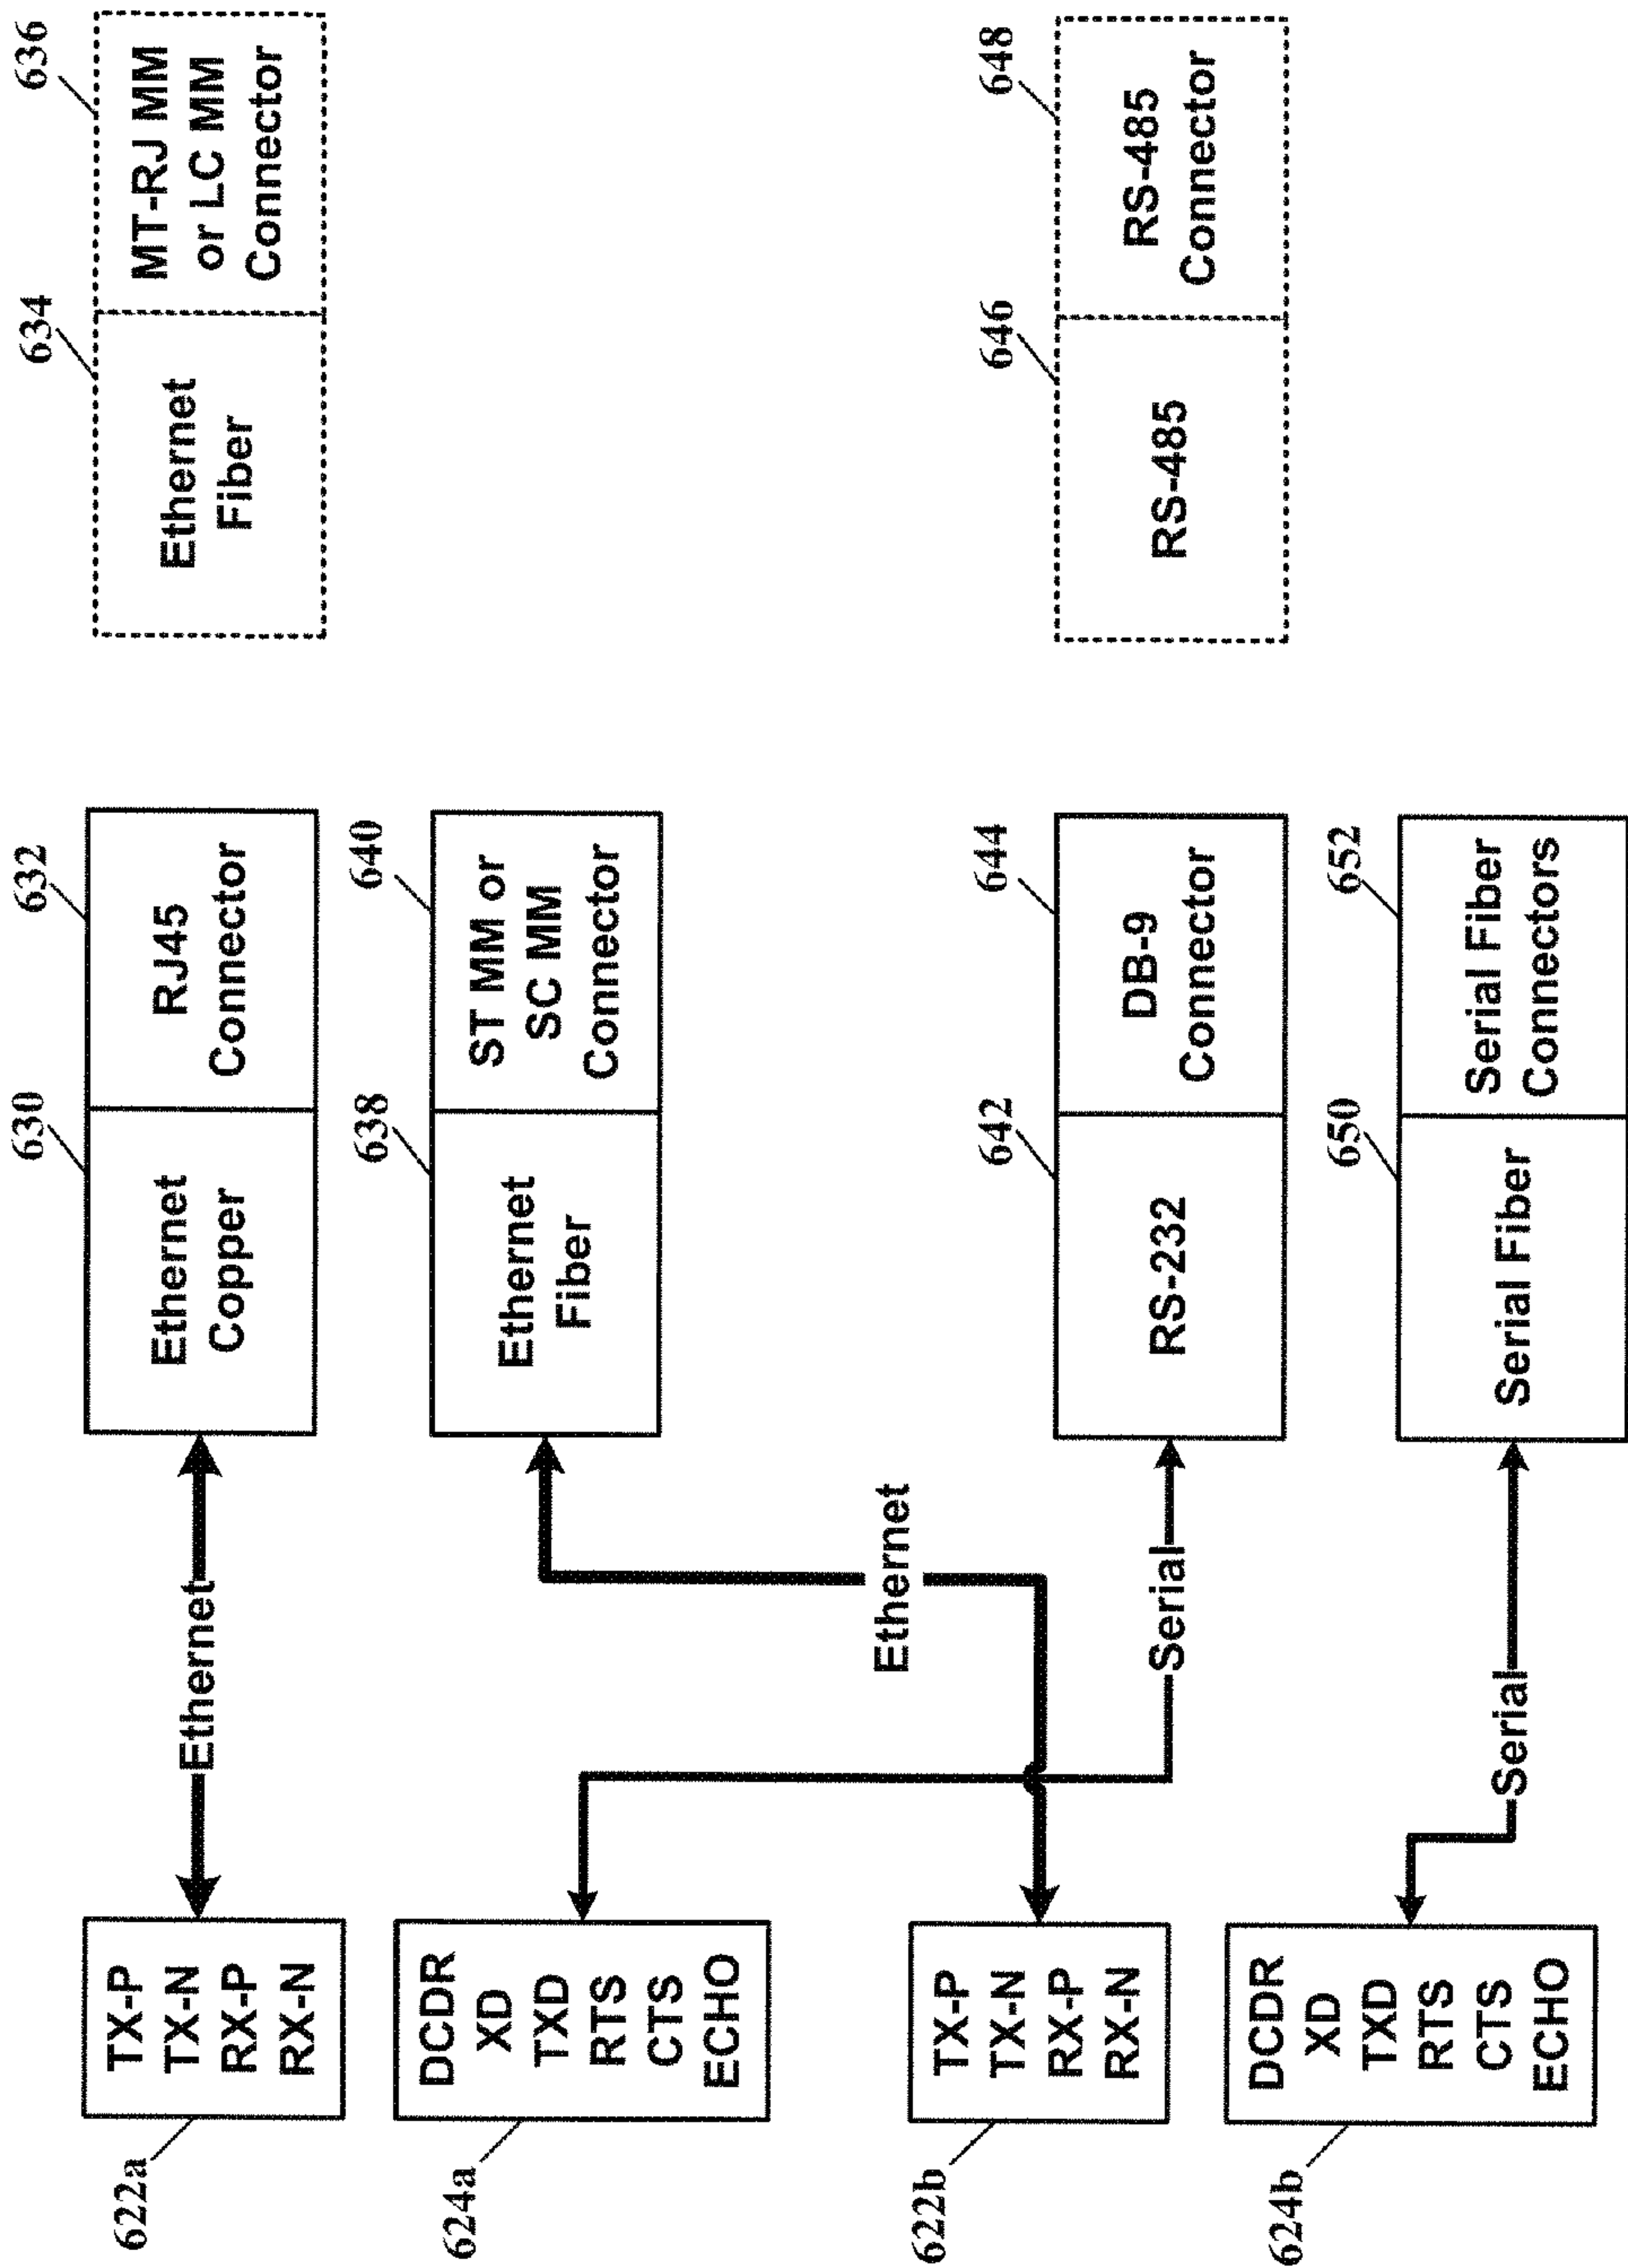 622a
TX-P
TX-N
RX-P
RX-N
Ethernet
630
Ethernet
Copper
632
RJ45
Connector
634
Ethernet
Fiber
636
MT-RJ MM
or LC MM
Connector
624a
DCDR
XD
TXD
RTS
CTS
ECHO
638
Ethernet
Fiber
640
ST MM or
SC MM
Connector
Ethernet
622b
TX-P
TX-N
RX-P
RX-N
Serial
642
RS-232
644
DB-9
Connector
646
RS-485
648
RS-485
Connector
624b
DCDR
XD
TXD
RTS
CTS
ECHO
Serial
650
Serial Fiber
652
Serial Fiber
Connectors